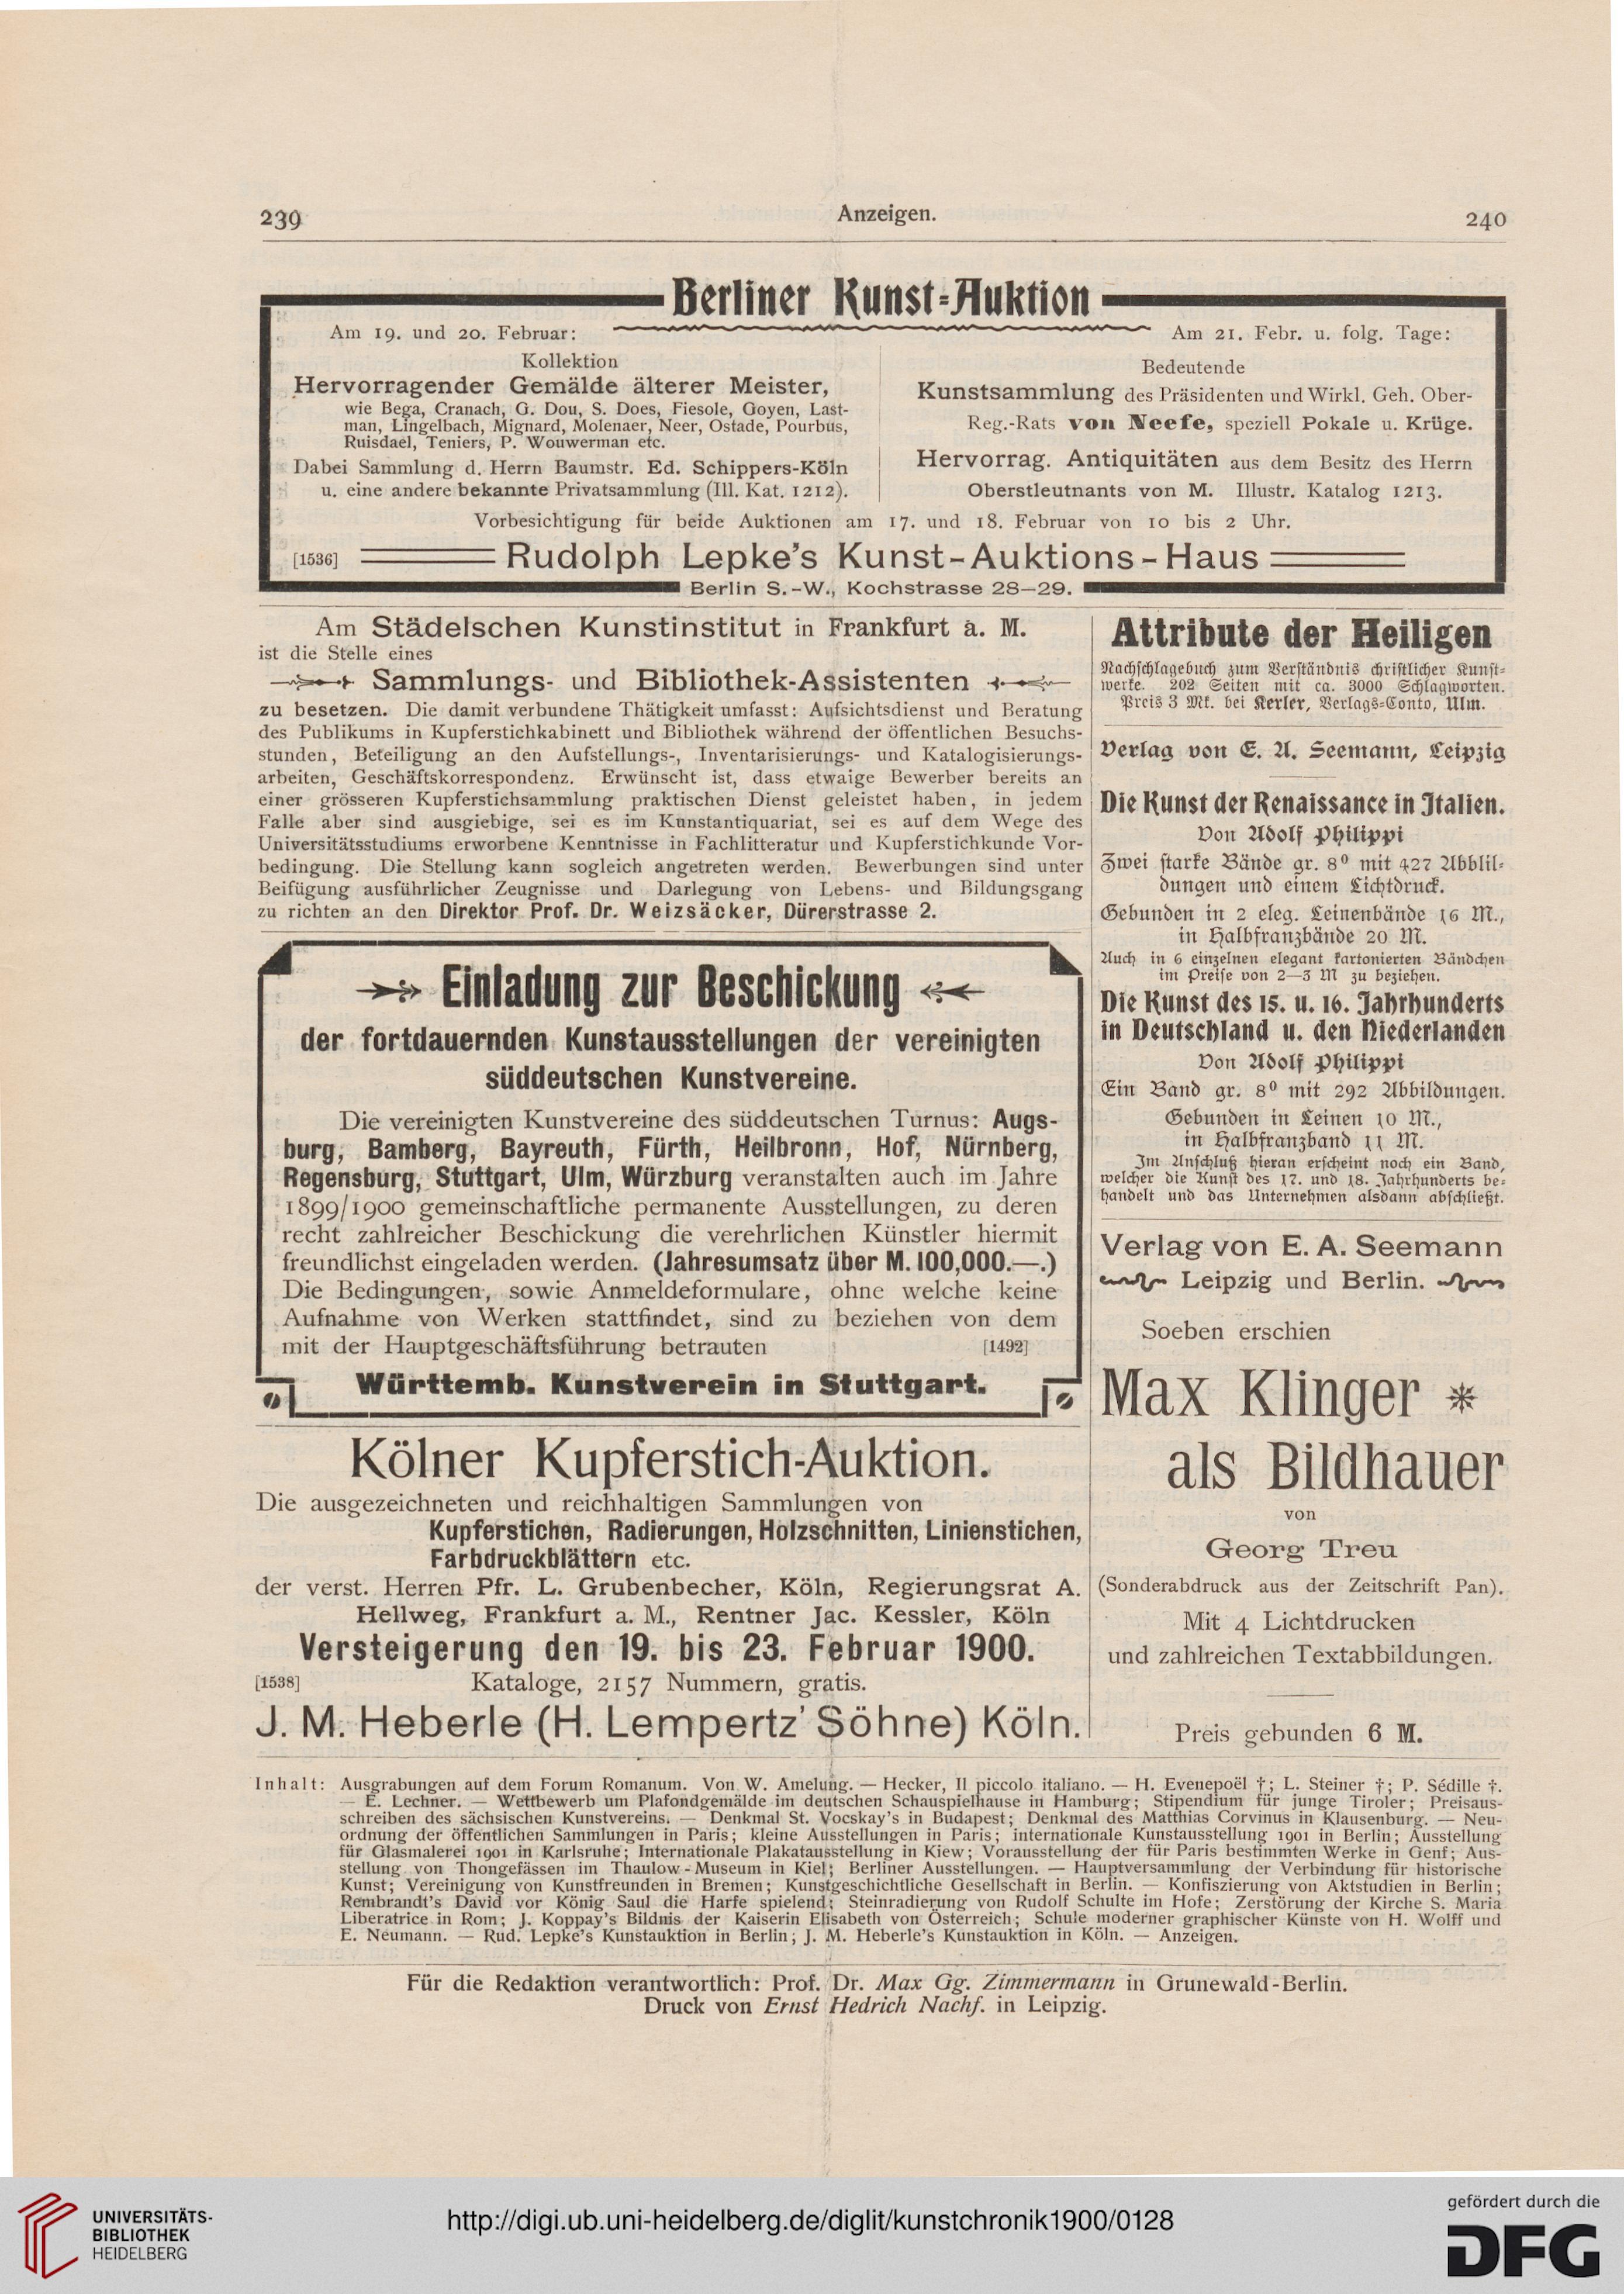 239
Anzeigen.
240
Berliner Kunst-Auktion
Am 19. und 20. Februar:
Kollektion
Hervorragender Gemälde älterer Meister,
wie Bega, Cranach, G. Dou, S. Does, Fiesole, Goyen, Last-
man, Lingelbach, Mignard, Molenaer, Neer, Ostade, Pourbus,
Ruisdael, Teniers, P. Wouwerman etc.
Dabei Sammlung d. Herrn Baumstr. Ed. Schippers-Köln
u. eine andere bekannte Privatsammlung (Ill. Kat. 1212).
Am 21. Febr. u. folg. Tage:
Bedeutende
Kunstsammlung des Präsidenten und Wirkl. Geh. Ober-
Reg.-Rats von Neefe, speziell Pokale u. Krüge.
Hervorrag. Antiquitäten aus dem Besitz des Herrn
Oberstleutnants von M. Illustr. Katalog 1213.
Vorbesichtigung für beide Auktionen am 17. und 18. Februar von 10 bis 2 Uhr.
[1536] Rudolph Lepke's Kunst-Auktions-Haus
Berlin S.-W., Kochstrasse 28—29.
Am Städelschen Kunstinstitut in Frankfurt a. M.
ist die Stelle eines
Sammlungs- und Bibliothek-Assistenten
zu besetzen. Die damit verbundene Thätigkeit umfasst: Aufsichtsdienst und Beratung
des Publikums in Kupferstichkabinett und Bibliothek während der öffentlichen Besuchs-
stunden, Beteiligung an den Aufstellungs-, Inventarisierungs- und Katalogisierungs-
arbeiten, Geschäftskorrespondenz. Erwünscht ist, dass etwaige Bewerber bereits an
einer grösseren Kupferstichsammlung praktischen Dienst geleistet haben, in jedem
Falle aber sind ausgiebige, sei es im Kunstantiquariat, sei es auf dem Wege des
Universitätsstudiums erworbene Kenntnisse in Fachlitteratur und Kupferstichkunde Vor-
bedingung. Die Stellung kann sogleich angetreten werden. Bewerbungen sind unter
Beifügung ausführlicher Zeugnisse und Darlegung von Lebens- und Bildungsgang
zu richten an den Direktor Prof. Dr. Weizsäcker, Dürerstrasse 2.
Einladung zur Beschickung
der fortdauernden Kunstausstellungen der vereinigten
süddeutschen Kunstvereine.
Die vereinigten Kunstvereine des süddeutschen Turnus: Augs-
burg, Bamberg, Bayreuth, Fürth, Heilbronn, Hof, Nürnberg,
Regensburg, Stuttgart, Ulm, Würzburg veranstalten auch im Jahre
1899/1900 gemeinschaftliche permanente Ausstellungen, zu deren
recht zahlreicher Beschickung die verehrlichen Künstler hiermit
freundlichst eingeladen werden. (Jahresumsatz über M. 100,000.—.)
Die Bedingungen, sowie Anmeldeformulare, ohne welche keine
Aufnahme von Werken stattfindet, sind zu beziehen von dem
mit der Hauptgeschäftsführung betrauten [1492]
Württemb. Kunstverein in Stuttgart.
Kölner Kupferstich-Auktion.
Die ausgezeichneten und reichhaltigen Sammlungen von
Kupferstichen, Radierungen, Holzschnitten, Linienstichen,
Farbdruckblättern etc.
der verst. Herren Pfr. L. Grubenbecher, Köln, Regierungsrat A.
Hellweg, Frankfurt a. M., Rentner Jac. Kessler, Köln
Versteigerung den 19. bis 23. Februar 1900.
[1538] Kataloge, 2157 Nummern, gratis.
J. M. Heberle (H. Lempertz' Söhne) Köln.
Attribute der Heiligen
Nachschlagebuch zum Verständnis christlicher Kunst-
werke. 202 Seiten mit ca. 3000 Schlagworten.
Preis 3 Mk. bei Kerler, Verlags-Conto, Ulm.
Verlag von E. A. Seemann, Leipzig
Die Kunst der Renaissance in Italien.
Von Adolf Philippi
Zwei starke Bände gr. 8⁰ mit 427 Abblil-
dungen und einem Lichtdruck.
Gebunden in 2 eleg. Leinenbände 16 M.,
in Halbfranzbände 20 M.
Auch in 6 einzelnen elegant kartonierten Bändchen
im Preise von 2—3 M zu beziehen.
Die Kunst des 15. u. 16. Jahrhunderts
in Deutschland u. den Niederlanden
Von Adolf Philippi
Ein Band gr. 8⁰ mit 292 Abbildungen.
Gebunden in Leinen 10 M.,
in Halbfranzband 11 M.
Im Anschluß hieran erscheint noch ein Band,
welcher die Kunst des 17. und 18. Jahrhunderts be-
handelt und das Unternehmen alsdann abschließt.
Verlag von E. A. Seemann
Leipzig und Berlin.
Soeben erschien
Max Klinger *
als Bildhauer
von
Georg Treu
(Sonderabdruck aus der Zeitschrift Pan).
Mit 4 Lichtdrucken
und zahlreichen Textabbildungen.
Preis gebunden 6 M.
Inhalt: Ausgrabungen auf dem Forum Romanum. Von W. Amelung. — Hecker, Il piccolo italiano. — H. Evenepoël †; L. Steiner †; P. Sédille †.
— E. Lechner. — Wettbewerb um Plafondgemälde im deutschen Schauspielhause in Hamburg; Stipendium für junge Tiroler; Preisaus-
schreiben des sächsischen Kunstvereins. — Denkmal St. Vocskay's in Budapest; Denkmal des Matthias Corvinus in Klausenburg. — Neu-
ordnung der öffentlichen Sammlungen in Paris; kleine Ausstellungen in Paris; internationale Kunstausstellung 1901 in Berlin; Ausstellung
für Glasmalerei 1901 in Karlsruhe; Internationale Plakatausstellung in Kiew; Vorausstellung der für Paris bestimmten Werke in Genf; Aus-
stellung von Thongefässen im Thaulow-Museum in Kiel; Berliner Ausstellungen. — Hauptversammlung der Verbindung für historische
Kunst; Vereinigung von Kunstfreunden in Bremen; Kunstgeschichtliche Gesellschaft in Berlin. — Konfiszierung von Aktstudien in Berlin;
Rembrandt's David vor König Saul die Harfe spielend; Steinradierung von Rudolf Schulte im Hofe; Zerstörung der Kirche S. Maria
Liberatrice in Rom; J. Koppay's Bildnis der Kaiserin Elisabeth von Österreich; Schule moderner graphischer Künste von H. Wolff und
E. Neumann. — Rud. Lepke's Kunstauktion in Berlin; J. M. Heberle's Kunstauktion in Köln. — Anzeigen.
Für die Redaktion verantwortlich: Prof. Dr. Max Gg. Zimmermann in Grunewald-Berlin.
Druck von Ernst Hedrich Nachf. in Leipzig.
UNIVERSITÄTS-
BIBLIOTHEK
HEIDELBERG
http://digi.ub.uni-heidelberg.de/diglit/kunstchronik1900/0128
gefördert durch die
DFG